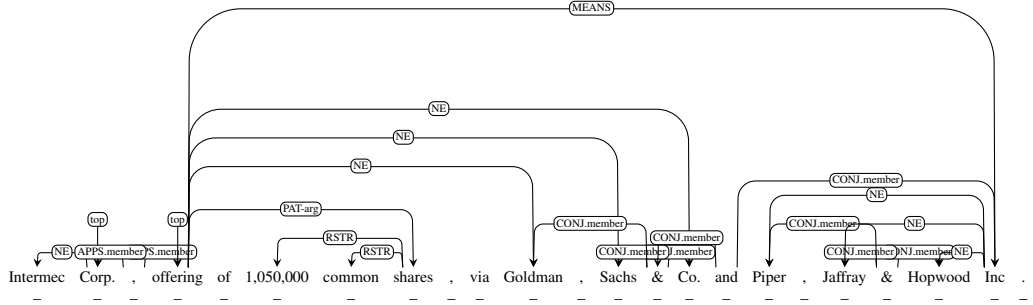 MEANS
NE
NE
NE
CONJ.member
NE
PAT-arg
top top CONJ.member CONJ.member NE
RSTR CONJ.member
NE APPS.member RSTR CONJ.member CONJ.member NE
Intermec Corp. , offering of 1,050,000 common shares , via Goldman , Sachs & Co. and Piper , Jaffray & Hopwood Inc .
_ _ _ _ _ _ _ _ _ _ _ _ _ _ _ _ _ _ _ _ _ _ _ _